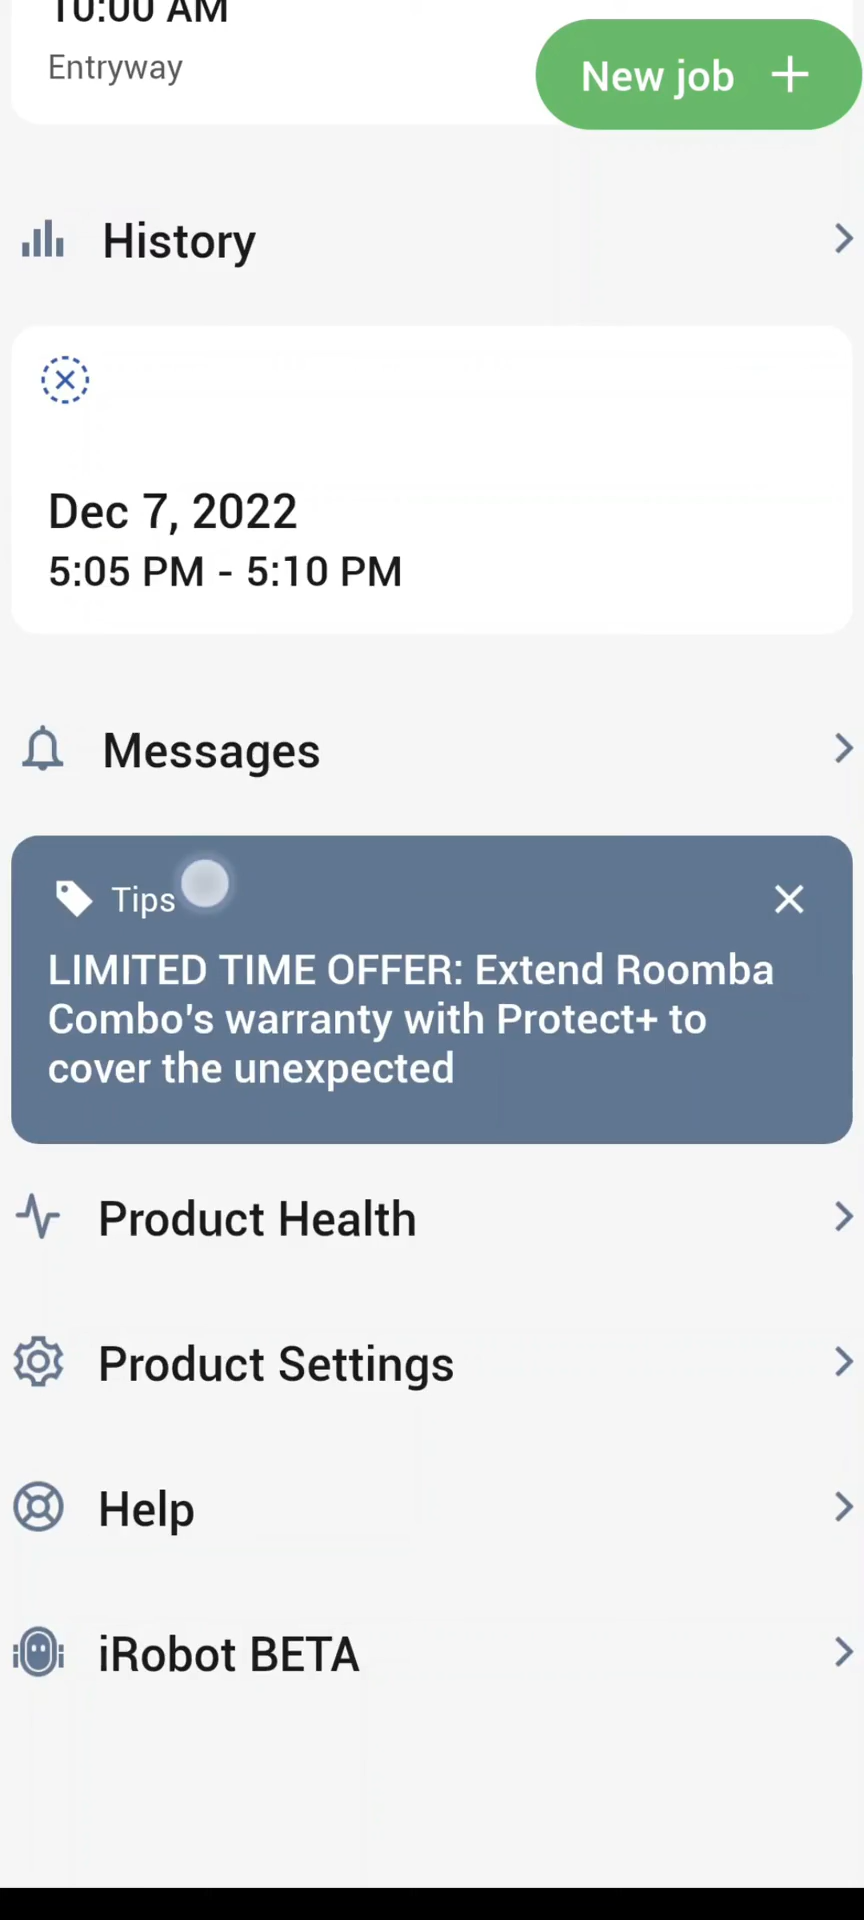 10:00 AM
Entryway
New job
History
Dec 7, 2022
5:05 PM - 5:10 PM
Messages
Tips
LIMITED TIME OFFER: Extend Roomba
Combo's warranty with Protect+ to
cover the unexpected
Product Health
Product Settings
Help
iRobot BETA